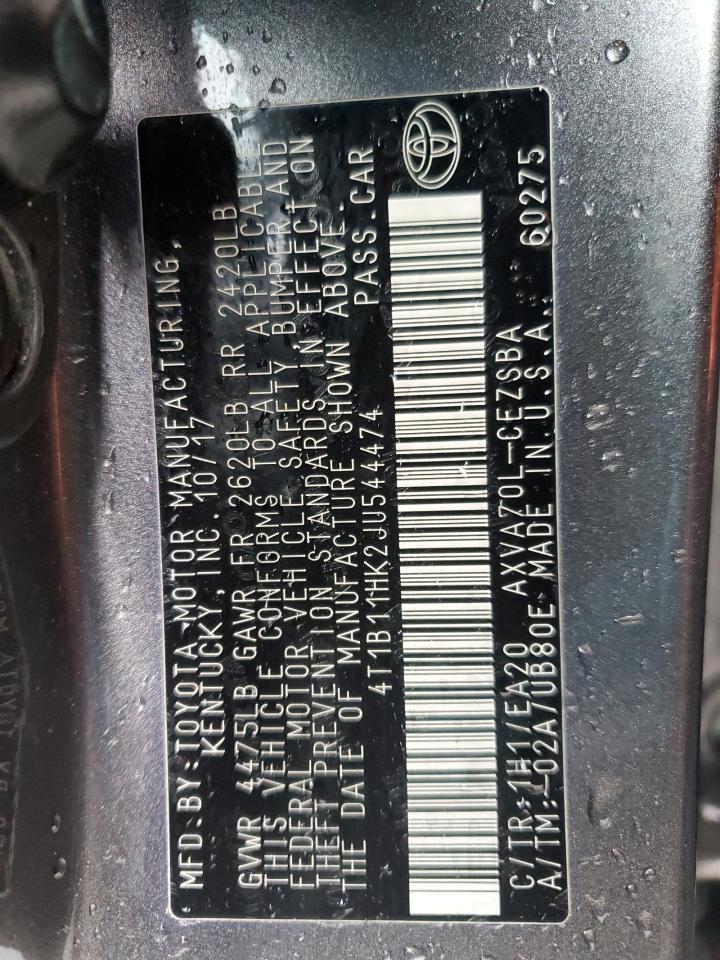 MFD.BY:TOYOTA MOTOR MANUFACTURING,
KENTUCKY,INC 10/17
GVWR 4475LB GAWR FR 2620LB RR 2420LB
THIS VEHICLE CONFORMS TO ALL APPLICABLE
FEDERAL MOTOR VEHICLE SAFETY BUMPER,AND
THEFT PREVENTION STANDARDS IN EFFECT ON
THE DATE OF MANUFACTURE SHOWN ABOVE.
4T1B11HK2JU544474 PASS.CAR
C/TR:1H1/EA20 AXVA70L-CEZSBA
A/TM:-02A/UB80E MADE IN U.S.A. 60275